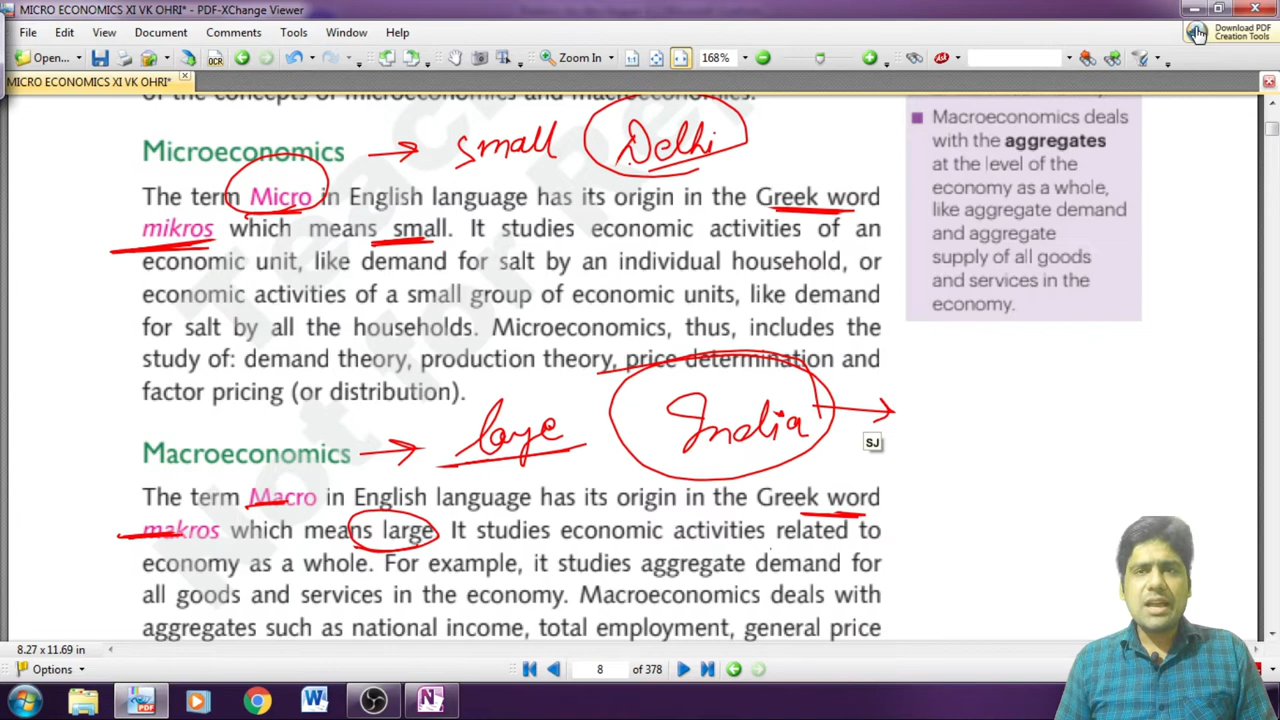 MICRO ECONOMICS XI VK OHRI* - PDF-XChange Viewer
File Edit View Document Comments Tools Window Help
Download PDF
Creation Tools
Open... OCR Zoom In 168%
MICRO ECONOMICS XI VK OHRI*
of the concepts of microeconomics and macroeconomics.
Microeconomics → small Delhi
The term Micro in English language has its origin in the Greek word
mikros which means small. It studies economic activities of an
economic unit, like demand for salt by an individual household, or
economic activities of a small group of economic units, like demand
for salt by all the households. Microeconomics, thus, includes the
study of: demand theory, production theory, price determination and
factor pricing (or distribution).
large India
SJ
Macroeconomics →
The term Macro in English language has its origin in the Greek word
makros which means large. It studies economic activities related to
economy as a whole. For example, it studies aggregate demand for
all goods and services in the economy. Macroeconomics deals with
aggregates such as national income, total employment, general price
Macroeconomics deals
with the aggregates
at the level of the
economy as a whole,
like aggregate demand
and aggregate
supply of all goods
and services in the
economy.
8.27 x 11.69 in
Options 8 of 378